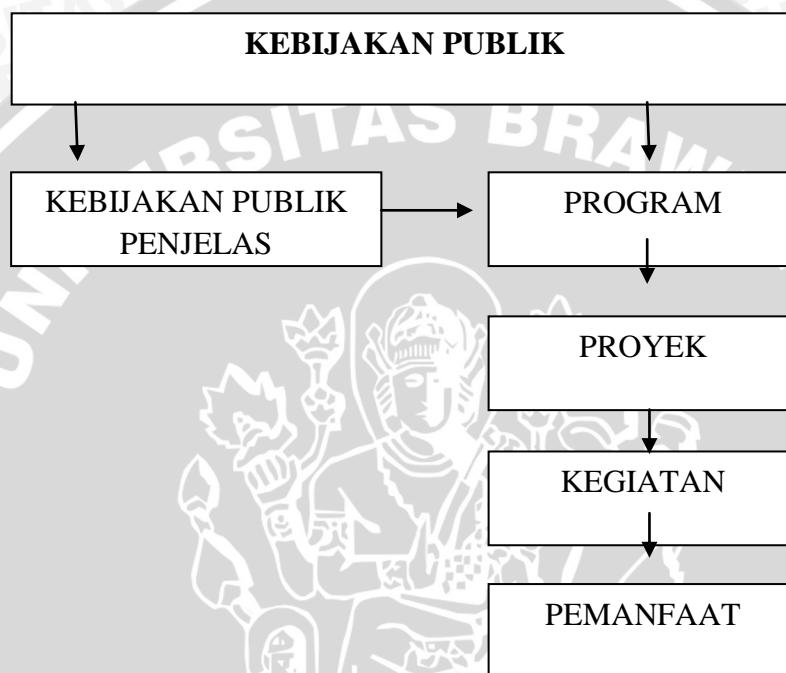 KEBIJAKAN PUBLIK
KEBIJAKAN PUBLIK
PENJELAS
PROGRAM
PROYEK
KEGIATAN
PEMANFAAT